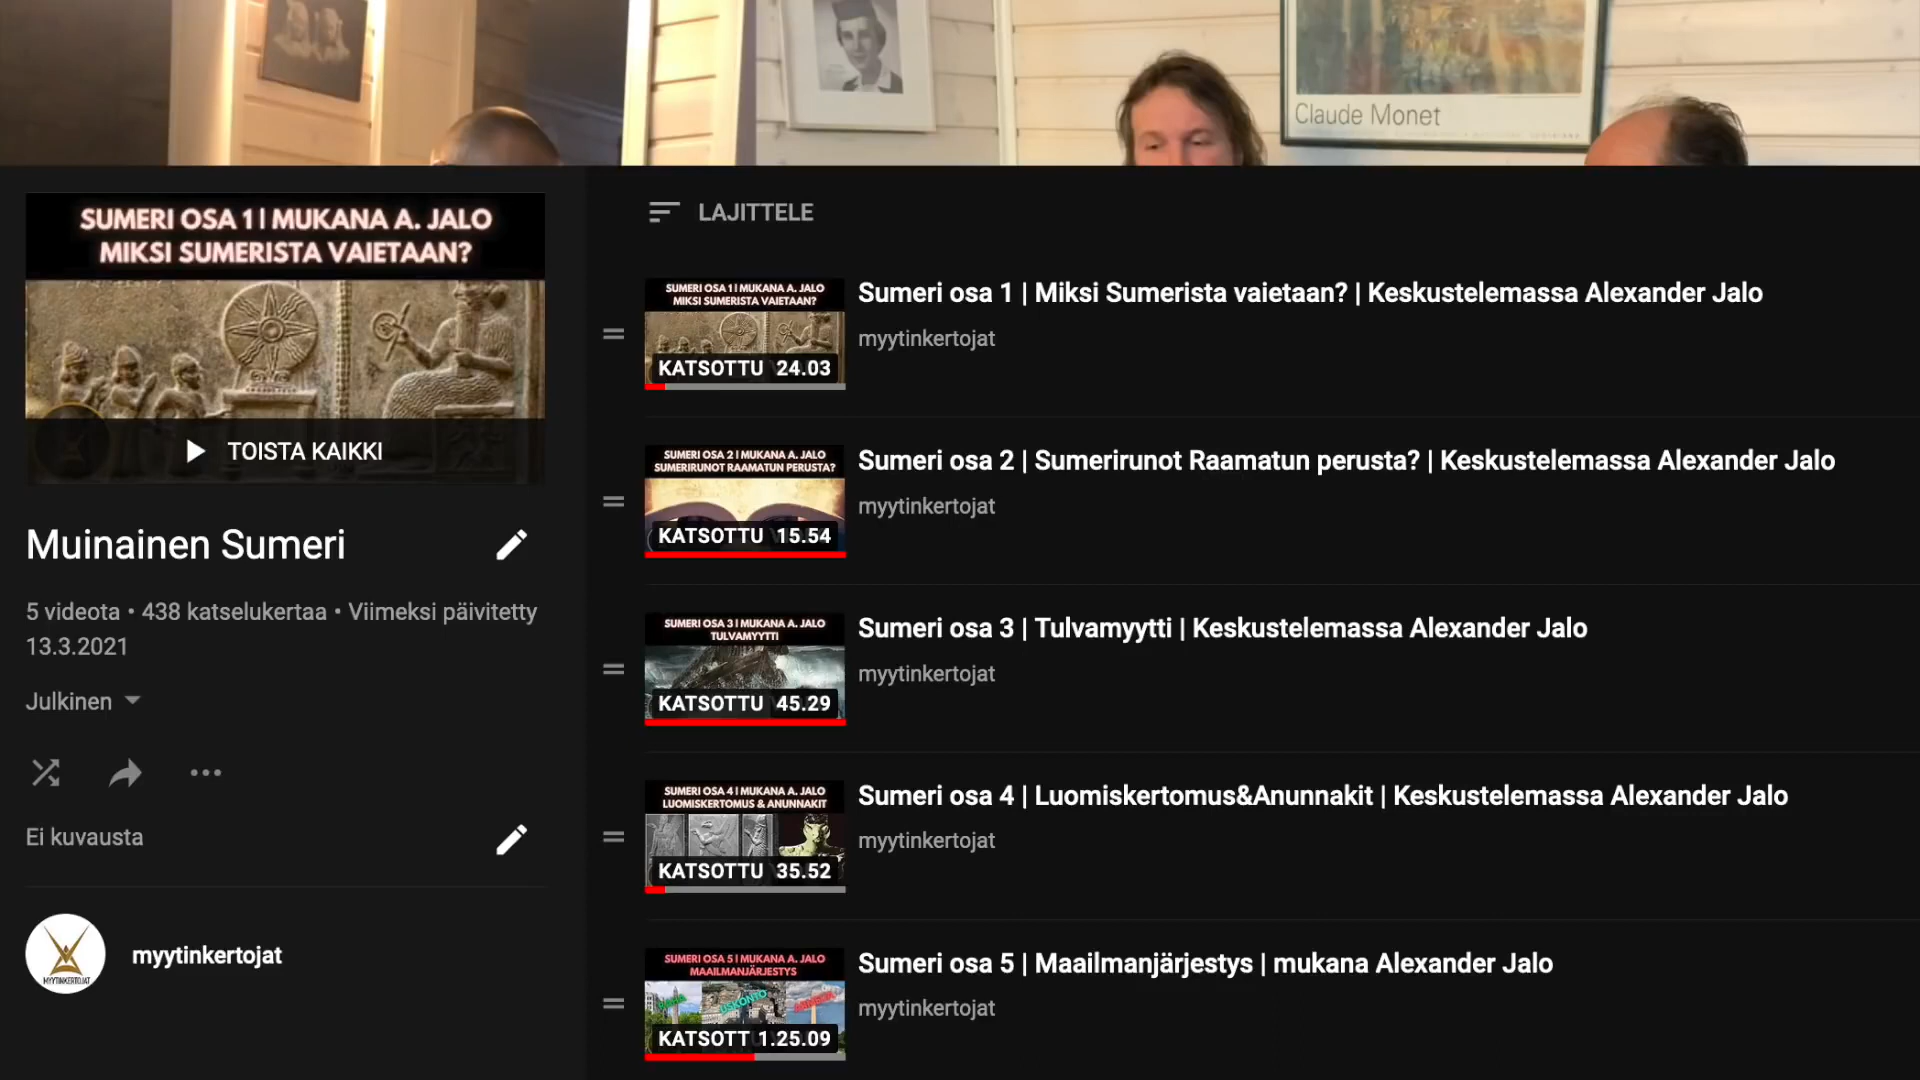 Claude Monet
SUMERI OSA 1 | MUKANA A. JALO
MIKSI SUMERISTA VAIETAAN?
TOISTA KAIKKI
Muinainen Sumeri
5 videota • 438 katselukertaa • Viimeksi päivitetty
13.3.2021
Julkinen
Ei kuvausta
MYYTINKERTOJAT
myytinkertojat
LAJITTELE
SUMERI OSA 1 | MUKANA A. JALO
MIKSI SUMERISTA VAIETAAN?
KATSOTTU 24.03
Sumeri osa 1 | Miksi Sumerista vaietaan? | Keskustelemassa Alexander Jalo
myytinkertojat
SUMERI OSA 2 | MUKANA A. JALO
SUMERIRUNOT RAAMATUN PERUSTA?
KATSOTTU 15.54
Sumeri osa 2 | Sumerirunot Raamatun perusta? | Keskustelemassa Alexander Jalo
myytinkertojat
SUMERI OSA 3 | MUKANA A. JALO
TULVAMYYTTI
KATSOTTU 45.29
Sumeri osa 3 | Tulvamyytti | Keskustelemassa Alexander Jalo
myytinkertojat
SUMERI OSA 4 | MUKANA A. JALO
LUOMISKERTOMUS & ANUNNAKIT
KATSOTTU 35.52
Sumeri osa 4 | Luomiskertomus&Anunnakit | Keskustelemassa Alexander Jalo
myytinkertojat
SUMERI OSA 5 | MUKANA A. JALO
MAAILMANJÄRJESTYS
USKONTO
KATSOTTU 1.25.09
Sumeri osa 5 | Maailmanjärjestys | mukana Alexander Jalo
myytinkertojat